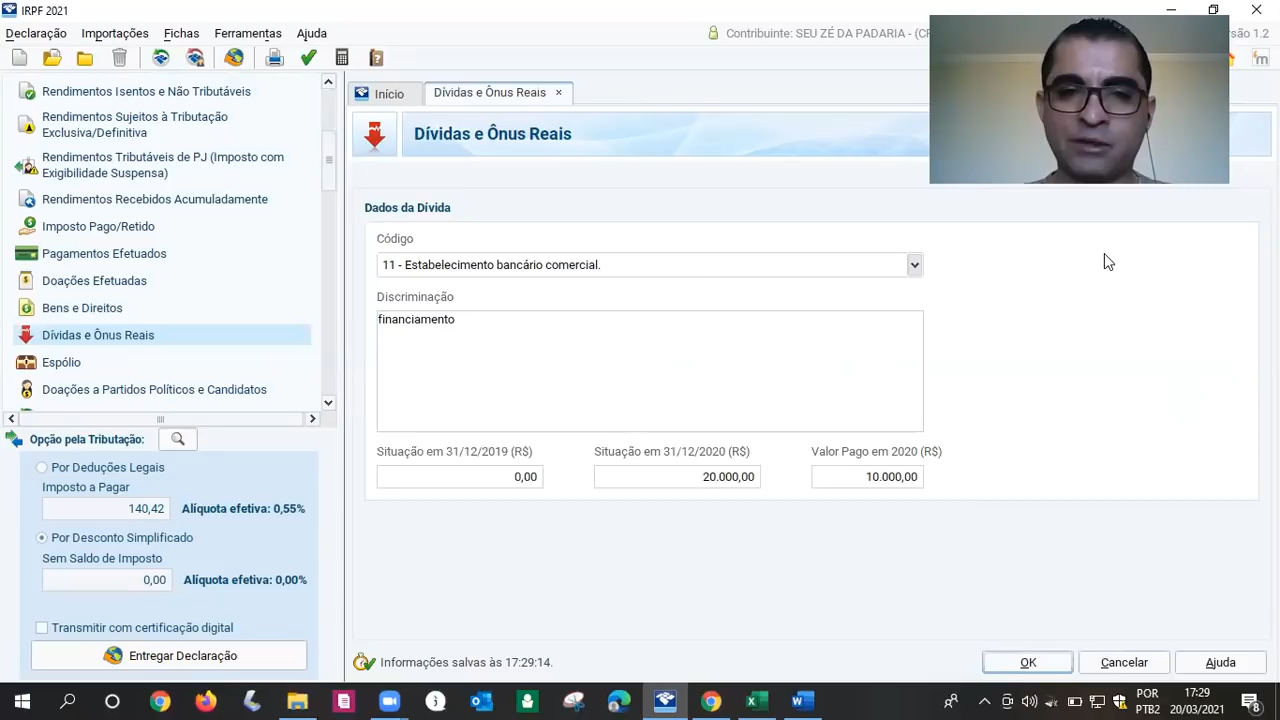 IRPF 2021
Declaração Importações Fichas Ferramentas Ajuda
Contribuinte: SEU ZÉ DA PADARIA - (CP
são 1.2
Rendimentos Isentos e Não Tributáveis
Rendimentos Sujeitos à Tributação
Exclusiva/Definitiva
Rendimentos Tributáveis de PJ (Imposto com
Exigibilidade Suspensa)
Rendimentos Recebidos Acumuladamente
Imposto Pago/Retido
Pagamentos Efetuados
Doações Efetuadas
Bens e Direitos
Dívidas e Ônus Reais
Espólio
Doações a Partidos Políticos e Candidatos
Opção pela Tributação:
Por Deduções Legais
Imposto a Pagar
140,42 Alíquota efetiva: 0,55%
Por Desconto Simplificado
Sem Saldo de Imposto
0,00 Alíquota efetiva: 0,00%
Transmitir com certificação digital
Entregar Declaração
Início Dívidas e Ônus Reais ×
Dívidas e Ônus Reais
Dados da Dívida
Código
11 - Estabelecimento bancário comercial.
Discriminação
financiamento
Situação em 31/12/2019 (R$) Situação em 31/12/2020 (R$) Valor Pago em 2020 (R$)
0,00 20.000,00 10.000,00
Informações salvas às 17:29:14.
OK Cancelar Ajuda
POR 17:29
PTB2 20/03/2021
8